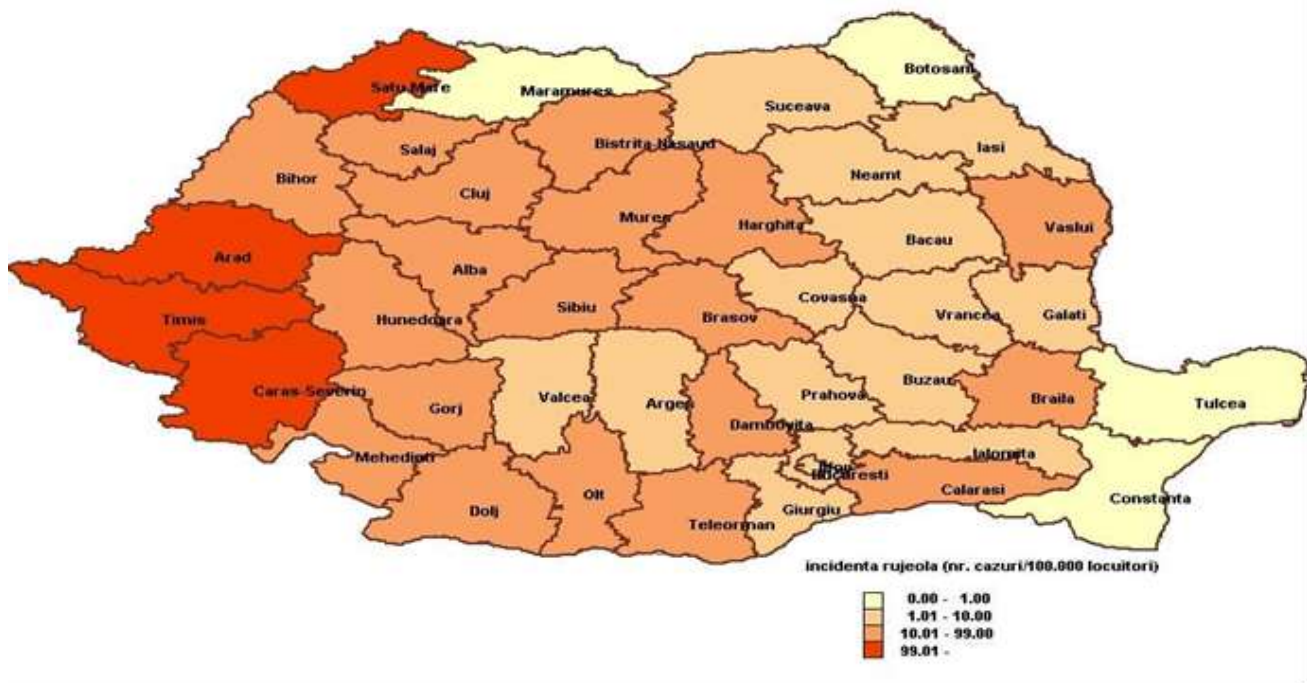 Botosani
Satu Mare
Maramures
Suceava
Iasi
Salaj
Bistrita-Nasaud
Bihor
Cluj
Neamt
Mures
Harghita
Vaslui
Bacau
Arad
Alba
Covasna
Timis
Hunedoara
Sibiu
Brasov
Vrancea
Galati
Caras-Severin
Gorj
Valcea
Arges
Prahova
Buzau
Braila
Tulcea
Dambovita
Mehedinti
Ialomita
Ilfov
Bucuresti
Calarasi
Constanta
Dolj
Olt
Teleorman
Giurgiu
incidenta rujeola (nr. cazuri/100.000 locuitori)
0.00 - 1.00
1.01 - 10.00
10.01 - 99.00
99.01 -